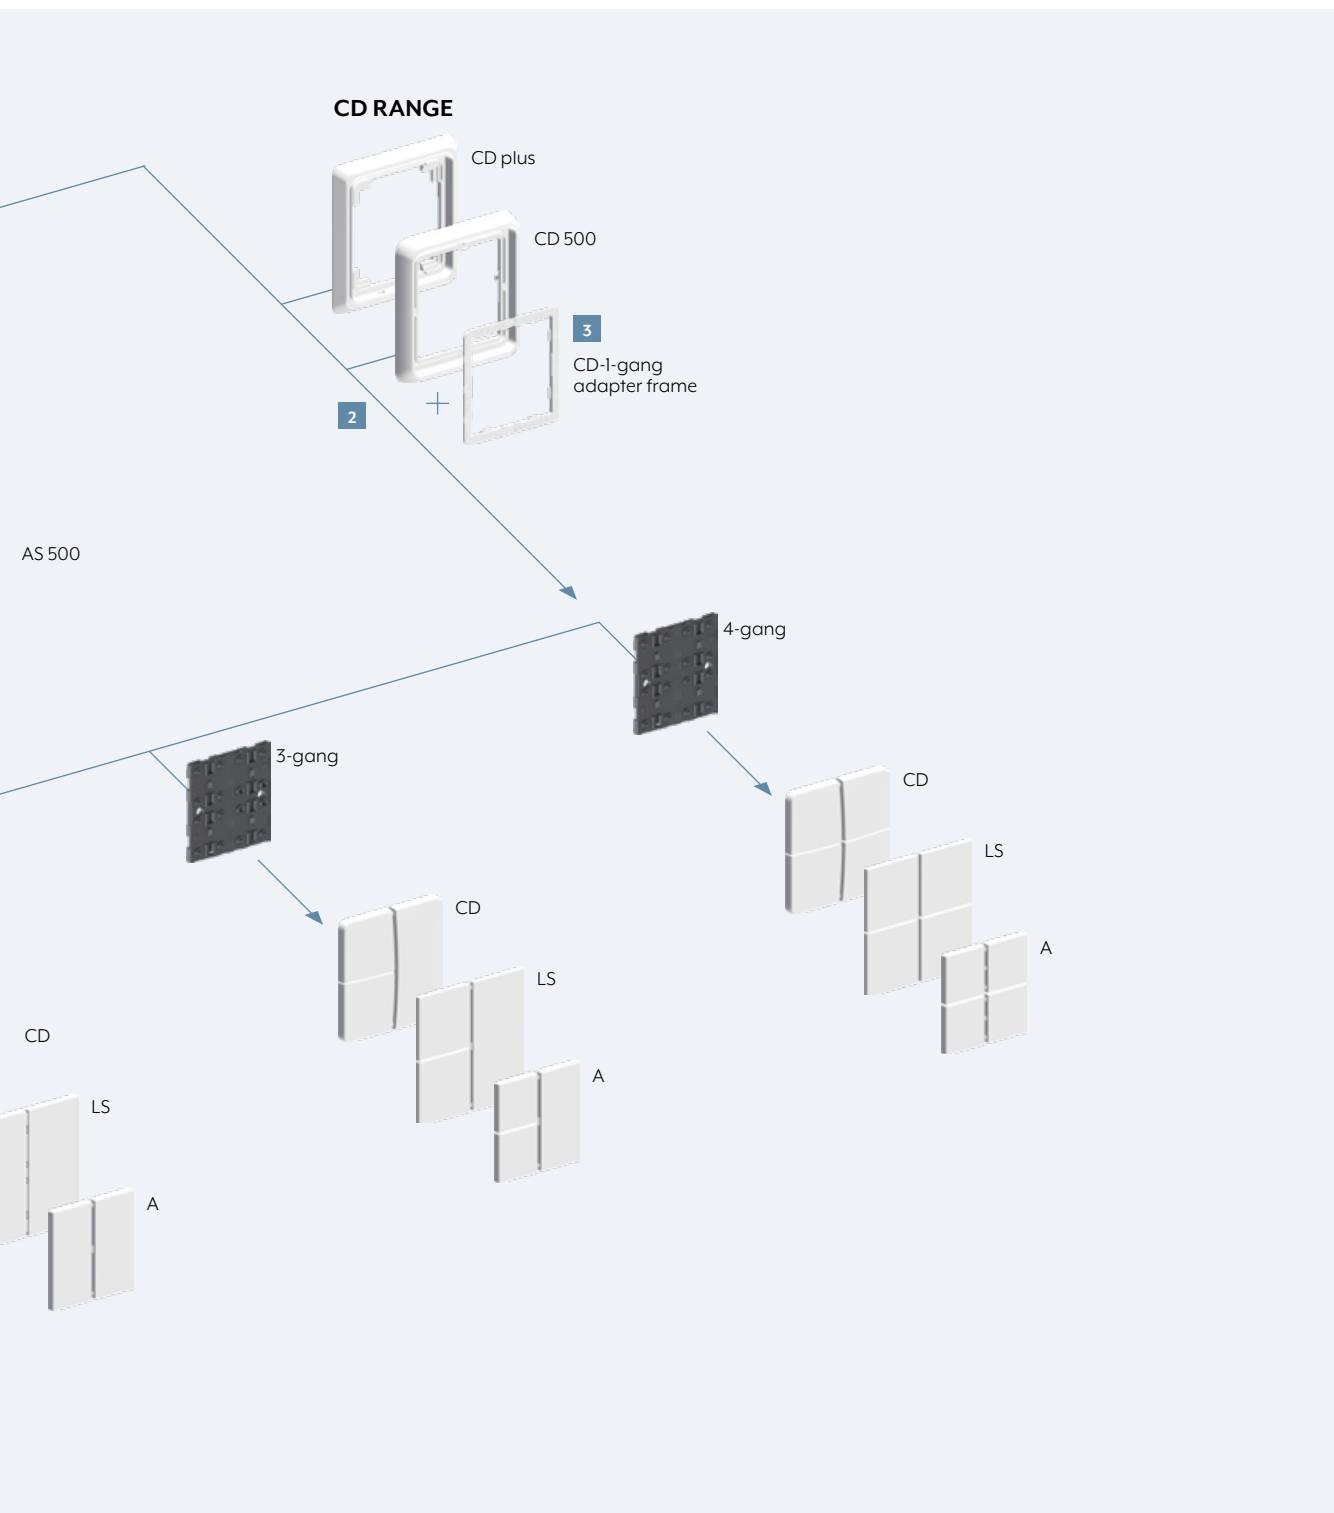 CD RANGE
CD plus
CD 500
3
CD-1-gang
adapter frame
2
AS 500
4-gang
3-gang
CD
LS
A
CD
LS
A
CD
LS
A